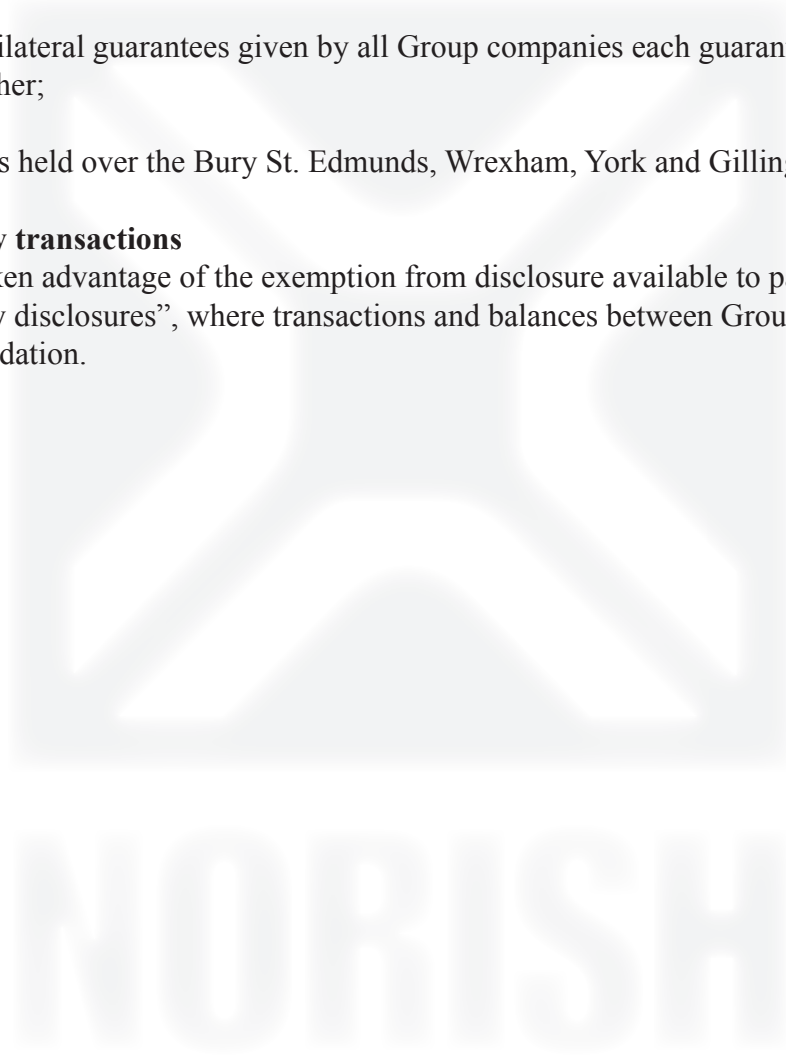 ilateral guarantees given by all Group companies each guaran
her;
s held over the Bury St. Edmunds, Wrexham, York and Gilling
y transactions
ken advantage of the exemption from disclosure available to p
y disclosures”, where transactions and balances between Grou
dation.
NORISH